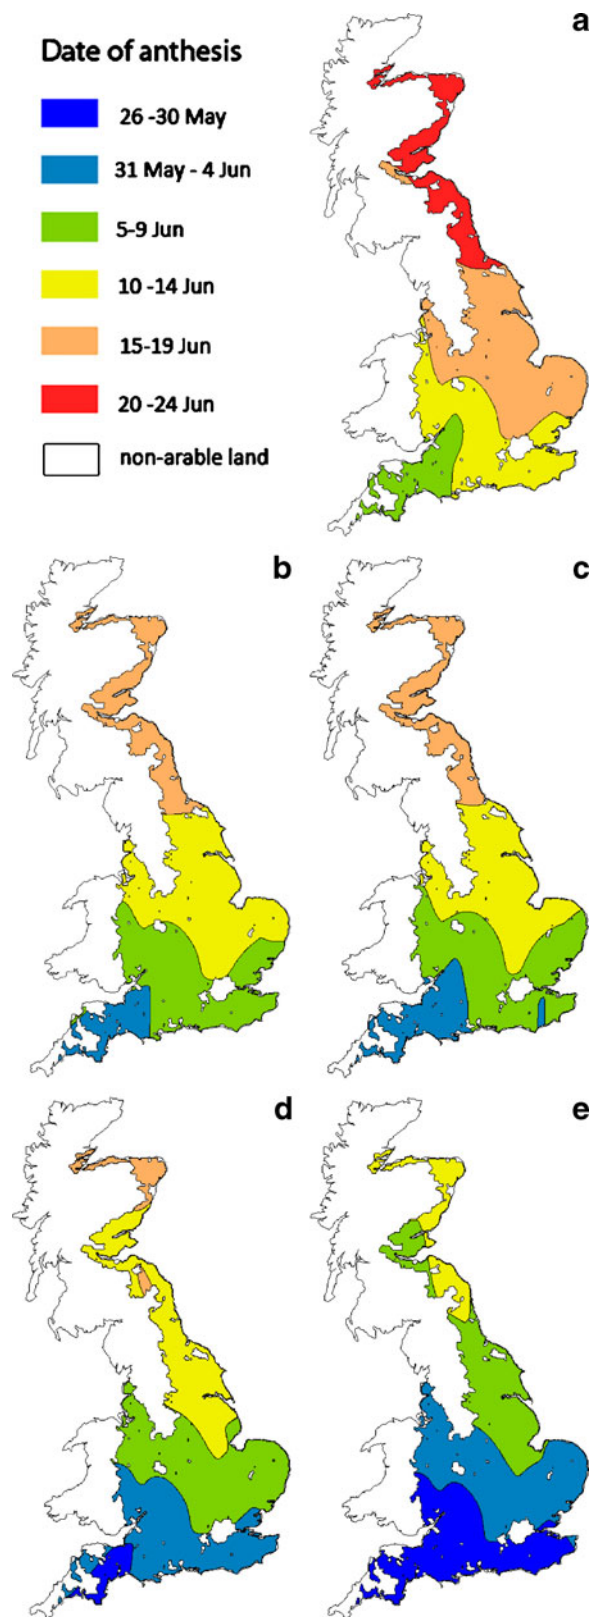 a
Date of anthesis
26 -30 May
31 May - 4 Jun
5-9 Jun
10 -14 Jun
15-19 Jun
20 -24 Jun
non-arable land
b
c
d
e